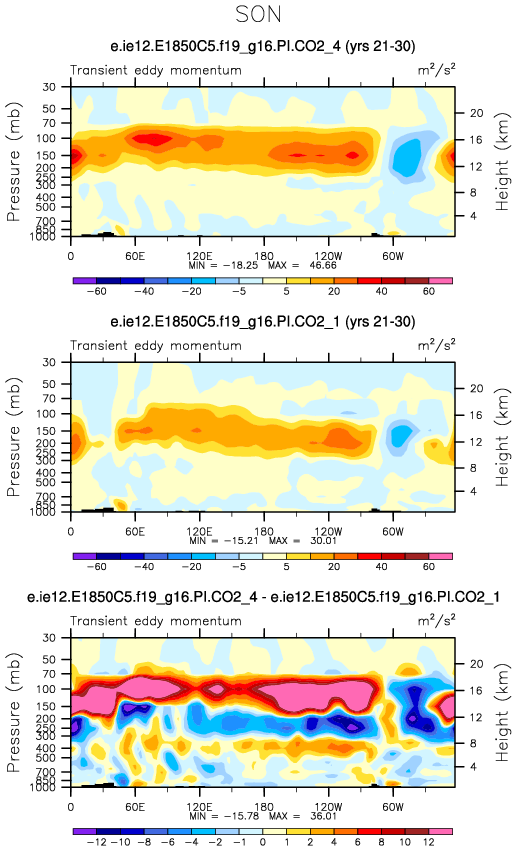 SON
e.ie12.E1850C5.f19_g16.PI.CO2_4 (yrs 21-30)
Transient eddy momentum m²/s²
30
50
70
100
150
200
250
300
400
500
700
850
1000
Pressure (mb)
20
16
12
8
4
Height (km)
0 60E 120E 180 120W 60W
MIN = -18.25 MAX = 46.66
-60 -40 -20 -5 5 20 40 60
e.ie12.E1850C5.f19_g16.PI.CO2_1 (yrs 21-30)
Transient eddy momentum m²/s²
30
50
70
100
150
200
250
300
400
500
700
850
1000
Pressure (mb)
20
16
12
8
4
Height (km)
0 60E 120E 180 120W 60W
MIN = -15.21 MAX = 30.01
-60 -40 -20 -5 5 20 40 60
e.ie12.E1850C5.f19_g16.PI.CO2_4 - e.ie12.E1850C5.f19_g16.PI.CO2_1
Transient eddy momentum m²/s²
30
50
70
100
150
200
250
300
400
500
700
850
1000
Pressure (mb)
20
16
12
8
4
Height (km)
0 60E 120E 180 120W 60W
MIN = -15.78 MAX = 36.01
-12 -10 -8 -6 -4 -2 -1 0 1 2 4 6 8 10 12